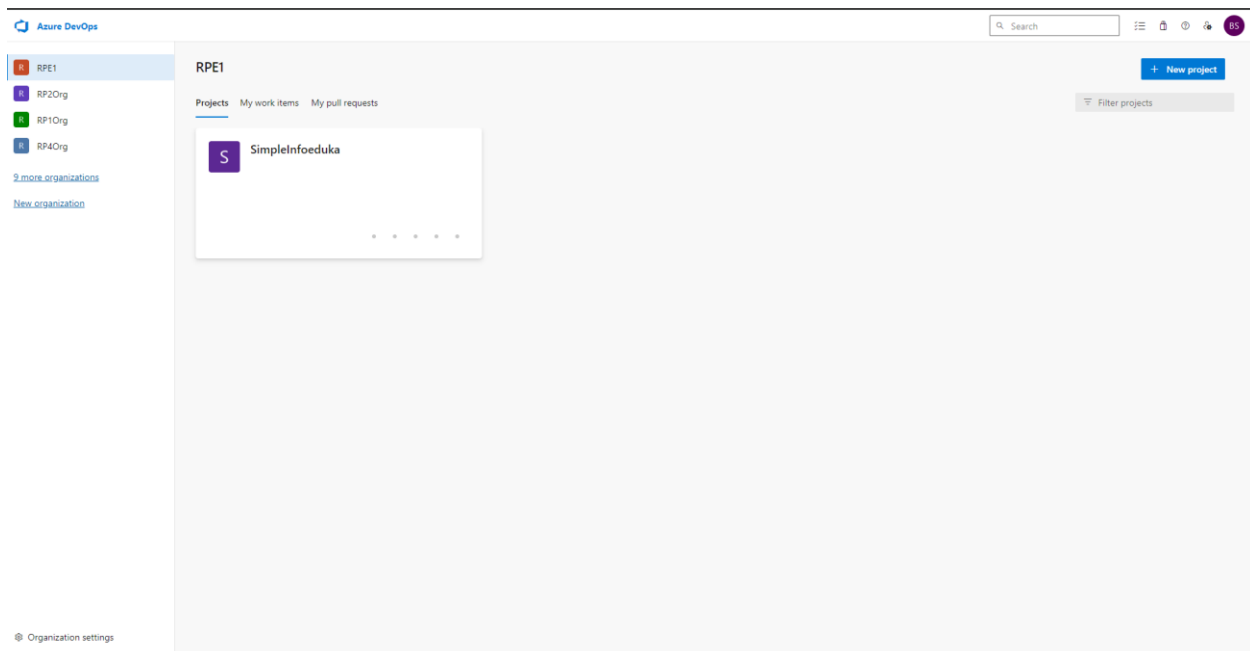 Azure DevOps
Search
BS
R RPE1
R RP2Org
R RP1Org
R RP4Org
9 more organizations
New organization
RPE1
+ New project
Projects My work items My pull requests
Filter projects
S SimpleInfoeduka
Organization settings